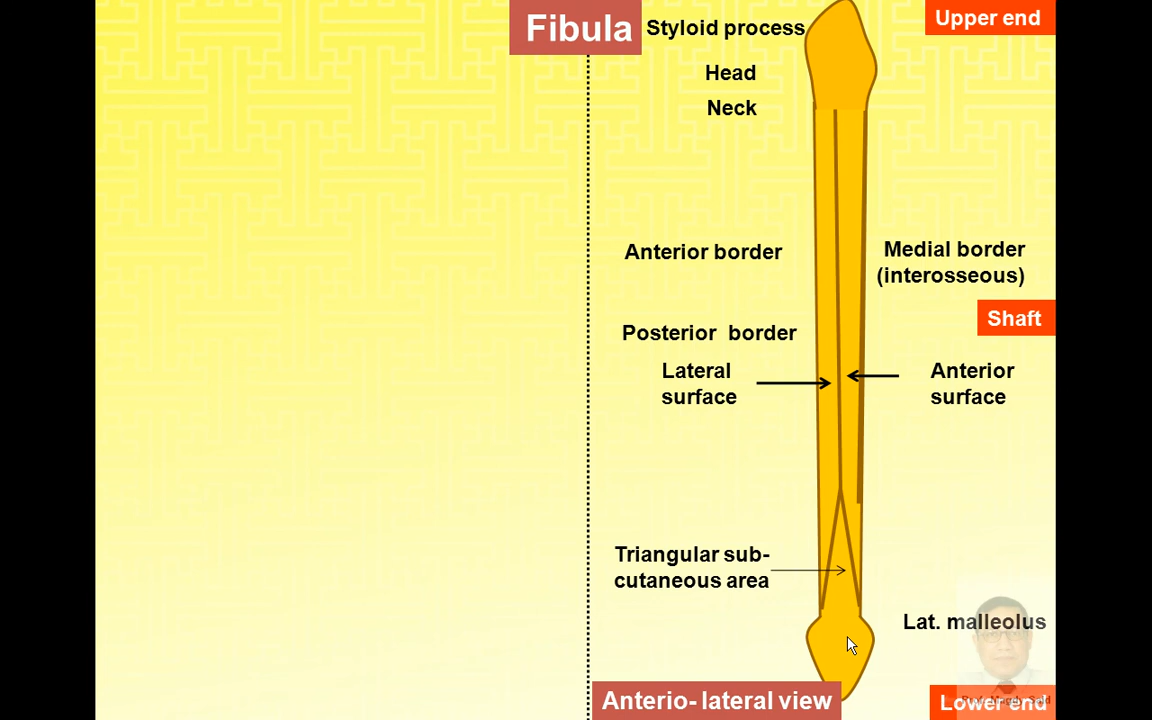 Fibula
Styloid process
Upper end
Head
Neck
Anterior border
Medial border
(interosseous)
Shaft
Posterior border
Lateral
surface
Anterior
surface
Triangular sub-
cutaneous area
Lat. malleolus
Anterio- lateral view
Lower end